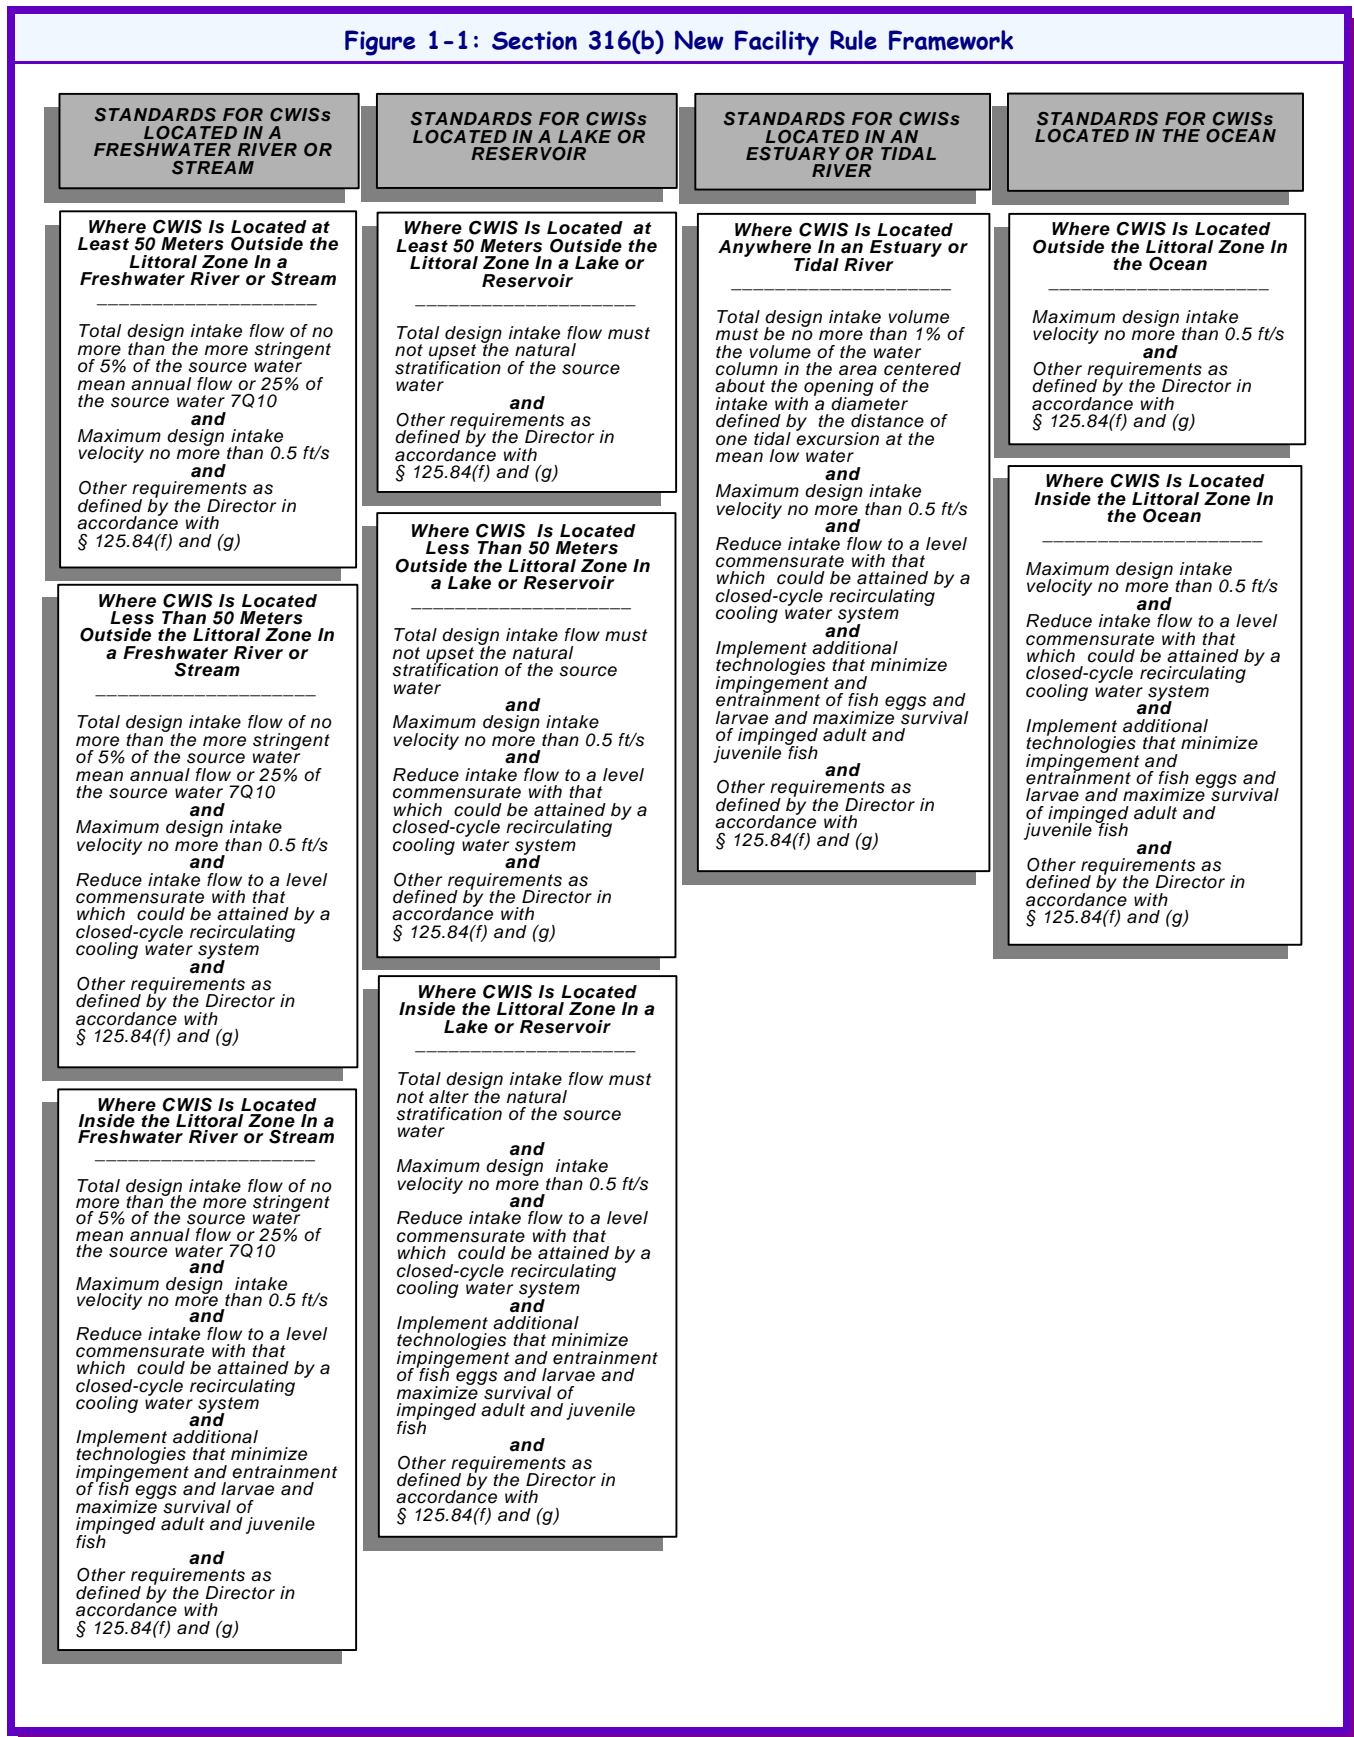 Figure 1-1: Section 316(b) New Facility Rule Framework
STANDARDS FOR CWISs
LOCATED IN A
FRESHWATER RIVER OR
STREAM
Where CWIS Is Located at
Least 50 Meters Outside the
Littoral Zone In a
Freshwater River or Stream
____________________
Total design intake flow of no
more than the more stringent
of 5% of the source water
mean annual flow or 25% of
the source water 7Q10
and
Maximum design intake
velocity no more than 0.5 ft/s
and
Other requirements as
defined by the Director in
accordance with
§ 125.84(f) and (g)
Where CWIS Is Located
Less Than 50 Meters
Outside the Littoral Zone In
a Freshwater River or
Stream
____________________
Total design intake flow of no
more than the more stringent
of 5% of the source water
mean annual flow or 25% of
the source water 7Q10
and
Maximum design intake
velocity no more than 0.5 ft/s
and
Reduce intake flow to a level
commensurate with that
which could be attained by a
closed-cycle recirculating
cooling water system
and
Other requirements as
defined by the Director in
accordance with
§ 125.84(f) and (g)
Where CWIS Is Located
Inside the Littoral Zone In a
Freshwater River or Stream
____________________
Total design intake flow of no
more than the more stringent
of 5% of the source water
mean annual flow or 25% of
the source water 7Q10
and
Maximum design intake
velocity no more than 0.5 ft/s
and
Reduce intake flow to a level
commensurate with that
which could be attained by a
closed-cycle recirculating
cooling water system
and
Implement additional
technologies that minimize
impingement and entrainment
of fish eggs and larvae and
maximize survival of
impinged adult and juvenile
fish
and
Other requirements as
defined by the Director in
accordance with
§ 125.84(f) and (g)
STANDARDS FOR CWISs
LOCATED IN A LAKE OR
RESERVOIR
Where CWIS Is Located at
Least 50 Meters Outside the
Littoral Zone In a Lake or
Reservoir
____________________
Total design intake flow must
not upset the natural
stratification of the source
water
and
Other requirements as
defined by the Director in
accordance with
§ 125.84(f) and (g)
Where CWIS Is Located
Less Than 50 Meters
Outside the Littoral Zone In
a Lake or Reservoir
____________________
Total design intake flow must
not upset the natural
stratification of the source
water
and
Maximum design intake
velocity no more than 0.5 ft/s
and
Reduce intake flow to a level
commensurate with that
which could be attained by a
closed-cycle recirculating
cooling water system
and
Other requirements as
defined by the Director in
accordance with
§ 125.84(f) and (g)
Where CWIS Is Located
Inside the Littoral Zone In a
Lake or Reservoir
____________________
Total design intake flow must
not alter the natural
stratification of the source
water
and
Maximum design intake
velocity no more than 0.5 ft/s
and
Reduce intake flow to a level
commensurate with that
which could be attained by a
closed-cycle recirculating
cooling water system
and
Implement additional
technologies that minimize
impingement and entrainment
of fish eggs and larvae and
maximize survival of
impinged adult and juvenile
fish
and
Other requirements as
defined by the Director in
accordance with
§ 125.84(f) and (g)
STANDARDS FOR CWISs
LOCATED IN AN
ESTUARY OR TIDAL
RIVER
Where CWIS Is Located
Anywhere In an Estuary or
Tidal River
____________________
Total design intake volume
must be no more than 1% of
the volume of the water
column in the area centered
about the opening of the
intake with a diameter
defined by the distance of
one tidal excursion at the
mean low water
and
Maximum design intake
velocity no more than 0.5 ft/s
and
Reduce intake flow to a level
commensurate with that
which could be attained by a
closed-cycle recirculating
cooling water system
and
Implement additional
technologies that minimize
impingement and
entrainment of fish eggs and
larvae and maximize survival
of impinged adult and
juvenile fish
and
Other requirements as
defined by the Director in
accordance with
§ 125.84(f) and (g)
STANDARDS FOR CWISs
LOCATED IN THE OCEAN
Where CWIS Is Located
Outside the Littoral Zone In
the Ocean
____________________
Maximum design intake
velocity no more than 0.5 ft/s
and
Other requirements as
defined by the Director in
accordance with
§ 125.84(f) and (g)
Where CWIS Is Located
Inside the Littoral Zone In
the Ocean
____________________
Maximum design intake
velocity no more than 0.5 ft/s
and
Reduce intake flow to a level
commensurate with that
which could be attained by a
closed-cycle recirculating
cooling water system
and
Implement additional
technologies that minimize
impingement and
entrainment of fish eggs and
larvae and maximize survival
of impinged adult and
juvenile fish
and
Other requirements as
defined by the Director in
accordance with
§ 125.84(f) and (g)